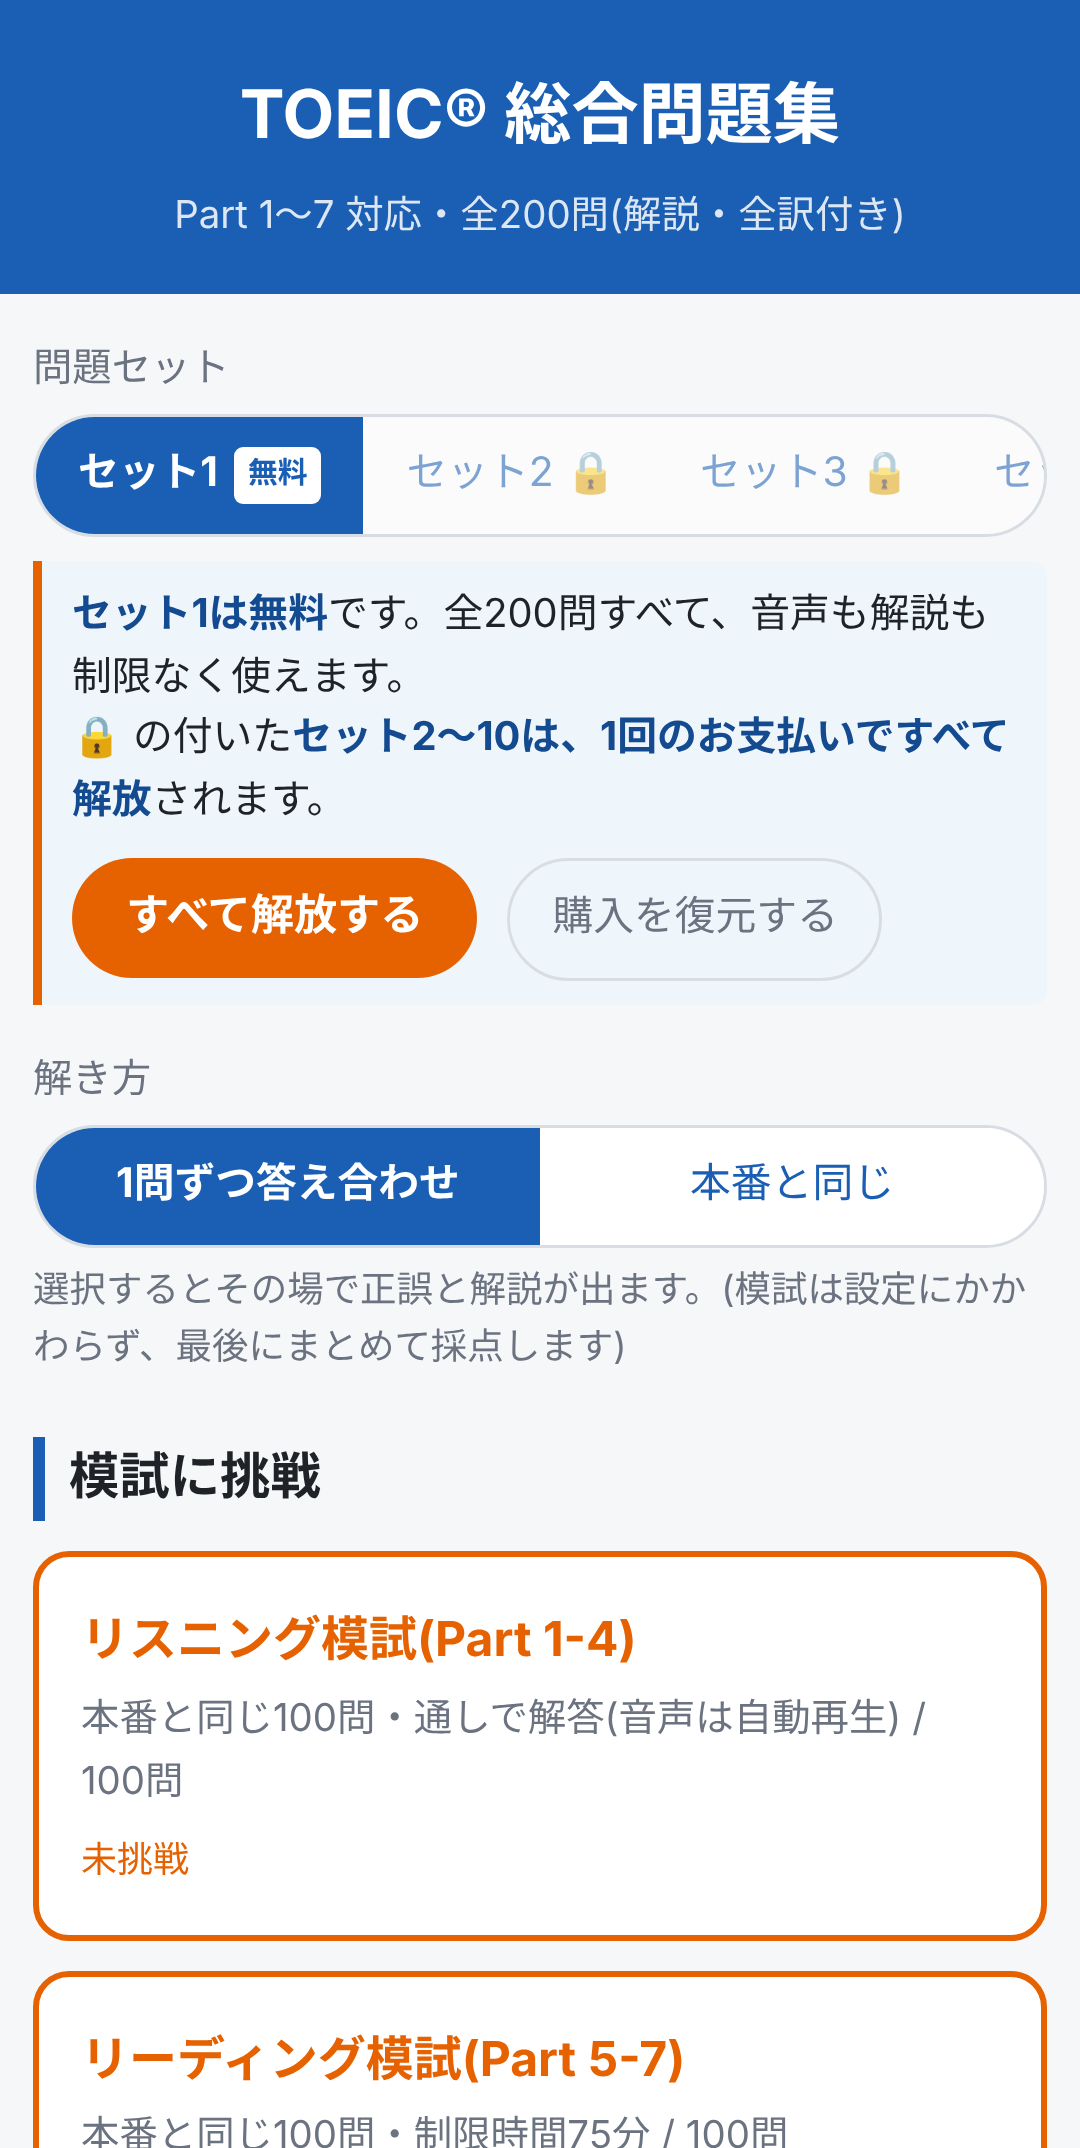 TOEIC® 総合問題集
Part 1〜7 対応・全200問(解説・全訳付き)
問題セット
セット1 無料 セット2 🔒 セット3 🔒 セ
セット1は無料です。全200問すべて、音声も解説も
制限なく使えます。
🔒 の付いたセット2〜10は、1回のお支払いですべて
解放されます。
すべて解放する 購入を復元する
解き方
1問ずつ答え合わせ 本番と同じ
選択するとその場で正誤と解説が出ます。(模試は設定にかか
わらず、最後にまとめて採点します)
模試に挑戦
リスニング模試(Part 1-4)
本番と同じ100問・通しで解答(音声は自動再生) /
100問
未挑戦
リーディング模試(Part 5-7)
本番と同じ100問・制限時間75分 / 100問